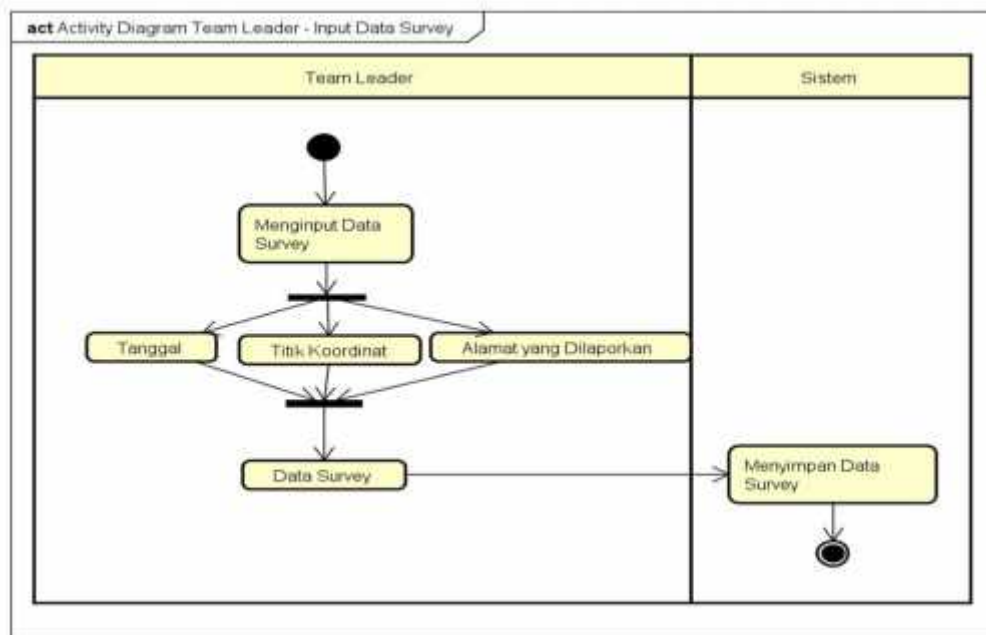 act Activity Diagram Team Leader - Input Data Survey
Team Leader
Sistem
Menginput Data
Survey
Tanggal
Titik Koordinat
Alamat yang Dilaporkan
Data Survey
Menyimpan Data
Survey